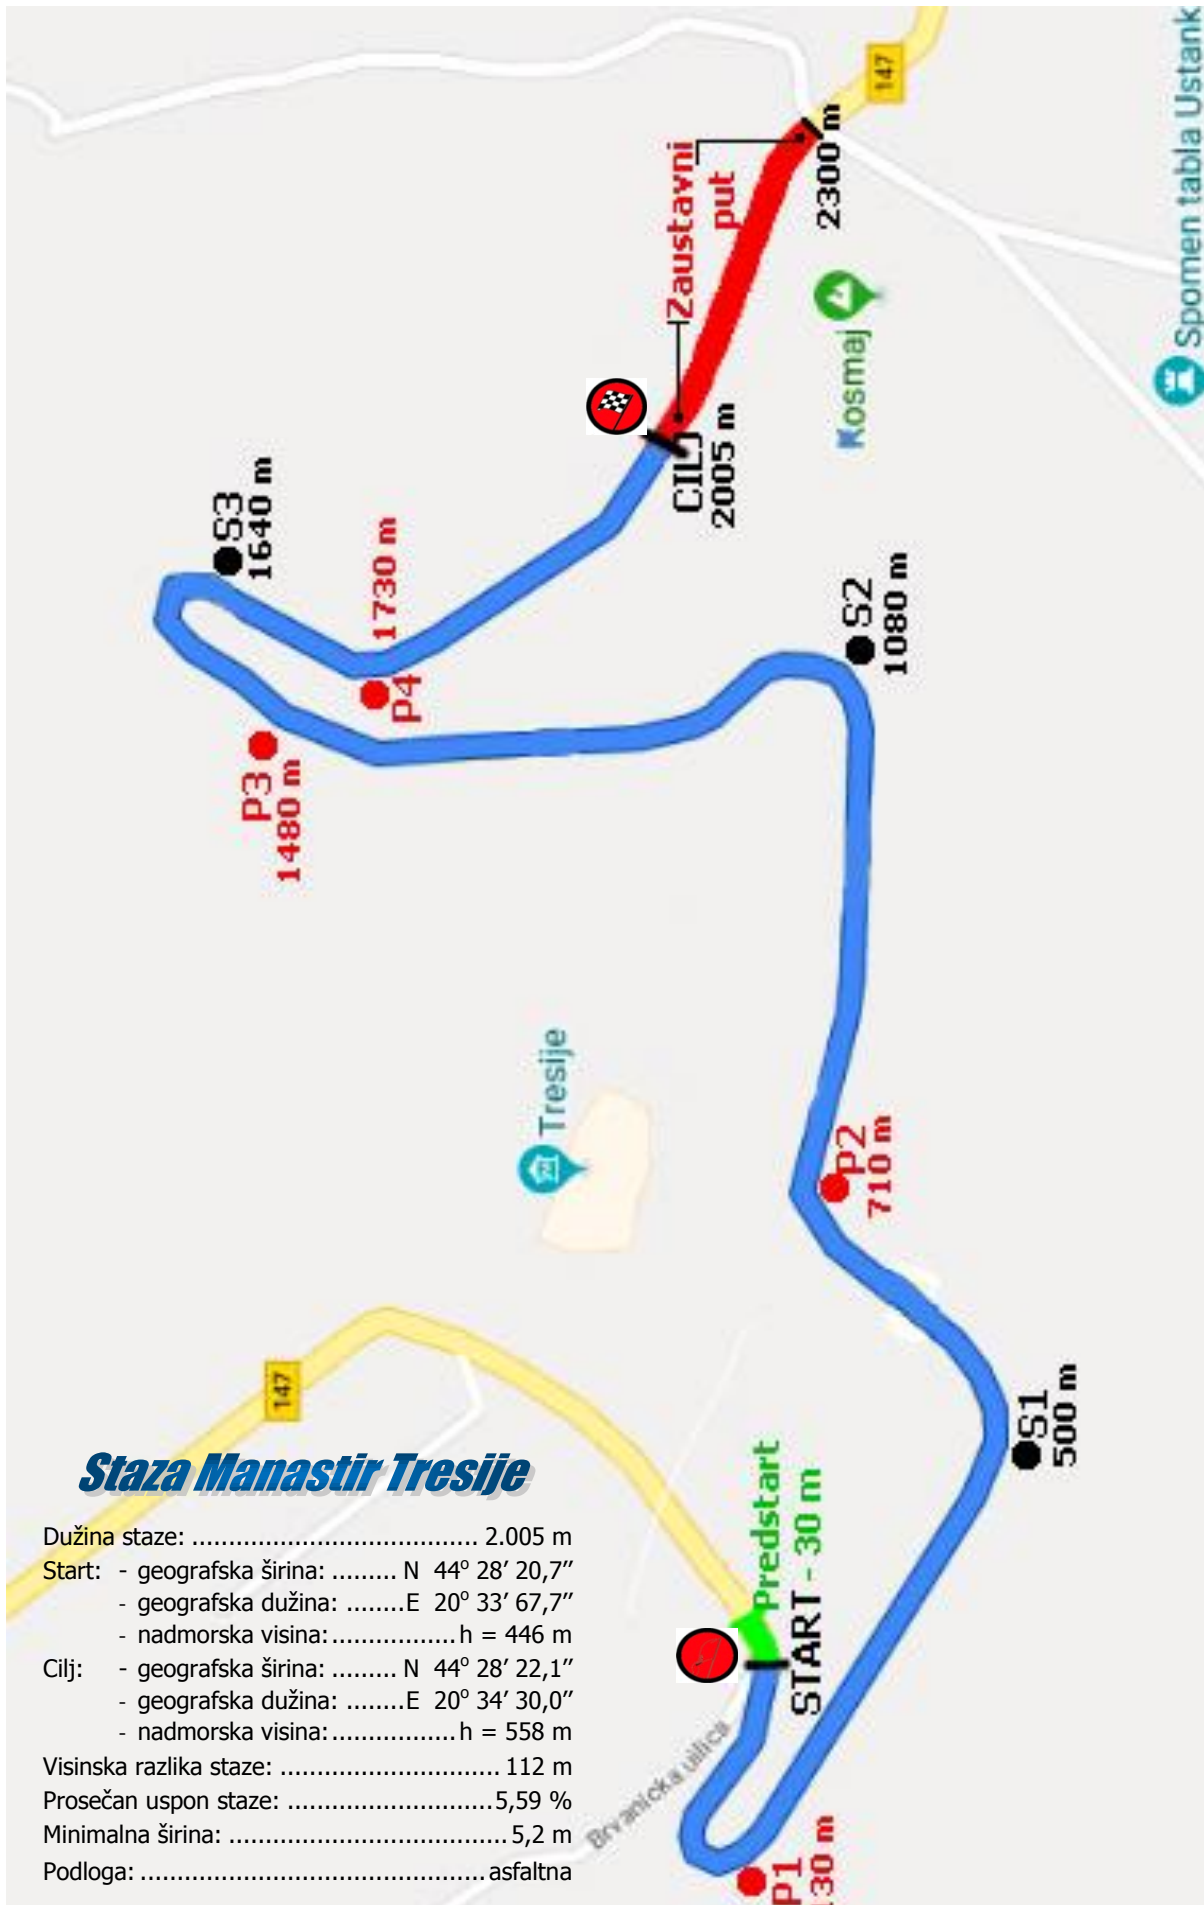 147
Spomen tabla Ustank
Zaustavni
put
2300 m
Kosmaj
CILJ
2005 m
S3
1640 m
1730 m
P4
S2
1080 m
P3
1480 m
Tresije
P2
710 m
147
S1
500 m
Predstart
START - 30 m
Brvanicka ulica
P1
130 m
Staza Manastir Tresije
Dužina staze: ........................................ 2.005 m
Start: - geografska širina: ......... N 44° 28’ 20,7’’
- geografska dužina: ........E 20° 33’ 67,7’’
- nadmorska visina: ................. h = 446 m
Cilj: - geografska širina: ......... N 44° 28’ 22,1’’
- geografska dužina: ........E 20° 34’ 30,0’’
- nadmorska visina: ................. h = 558 m
Visinska razlika staze: ............................... 112 m
Prosečan uspon staze: ............................. 5,59 %
Minimalna širina: ....................................... 5,2 m
Podloga: ................................................ asfaltna